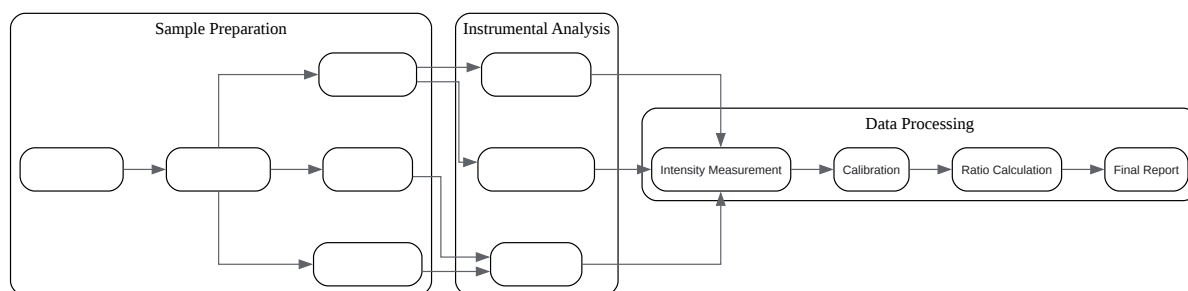 Sample Preparation
Instrumental Analysis
Data Processing
Intensity Measurement
Calibration
Ratio Calculation
Final Report